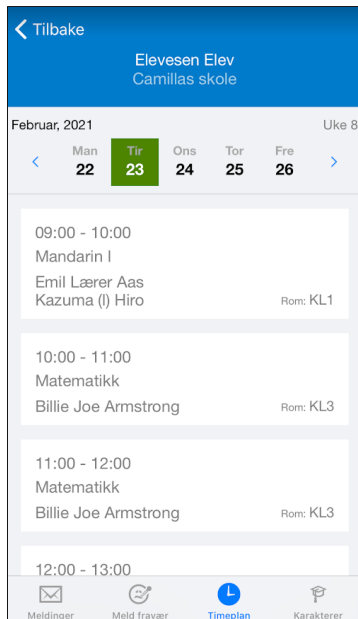 Tilbake
Elevesen Elev
Camillas skole
Februar, 2021 Uke 8
Man Tir Ons Tor Fre
22 23 24 25 26
09:00 - 10:00
Mandarin I
Emil Lærer Aas
Kazuma (l) Hiro Rom: KL1
10:00 - 11:00
Matematikk
Billie Joe Armstrong Rom: KL3
11:00 - 12:00
Matematikk
Billie Joe Armstrong Rom: KL3
12:00 - 13:00
Meldinger Meld fravær Timeplan Karakterer